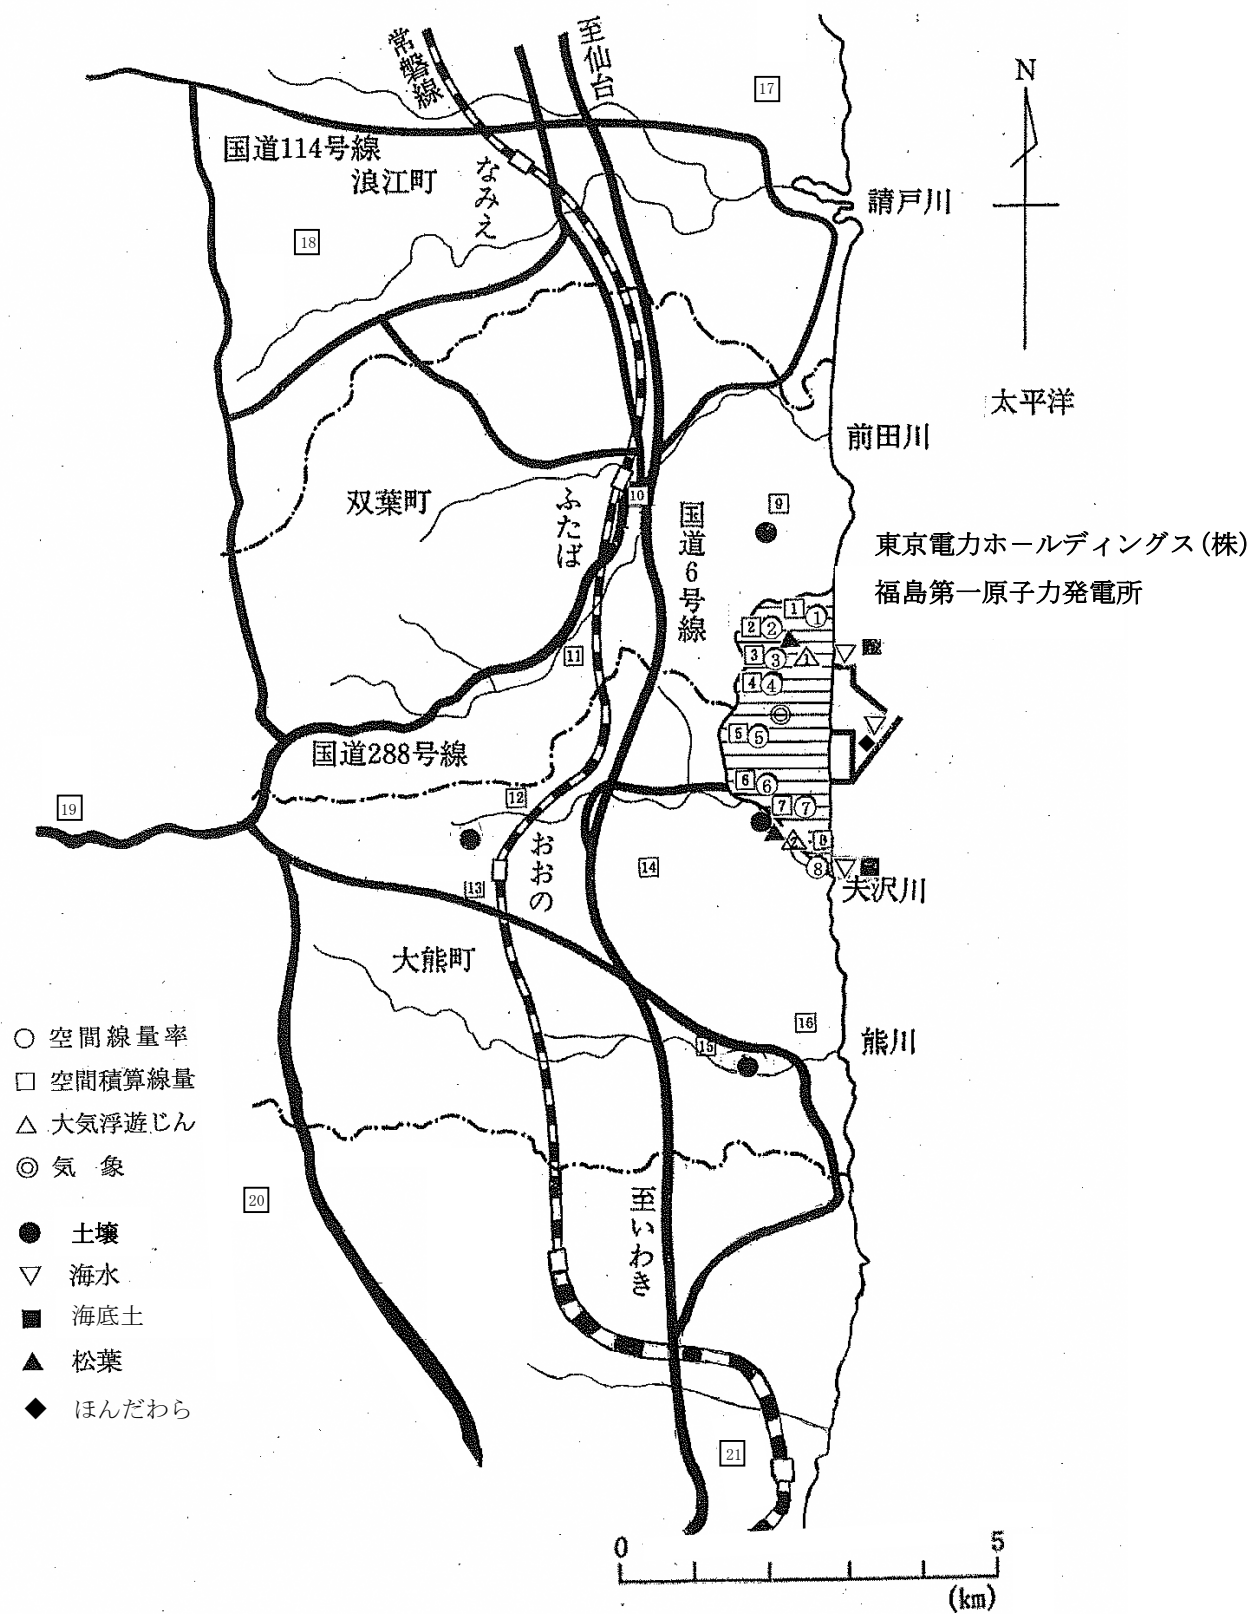 常磐線
至仙台
17
N
国道114号線
浪江町
なみえ
請戸川
18
太平洋
前田川
双葉町
ふたば
10
国道6号線
9
東京電力ホールディングス(株)
福島第一原子力発電所
1 1
2 2
3 3 1
4 4
5 5
6 6
7 7
2 8
8
11
国道288号線
12
19
おおの
14
13
夫沢川
大熊町
16
15
熊川
○ 空間線量率
□ 空間積算線量
△ 大気浮遊じん
◎ 気 象
● 土壌
▽ 海水
■ 海底土
▲ 松葉
◆ ほんだわら
20
至いわき
21
0 5
(km)